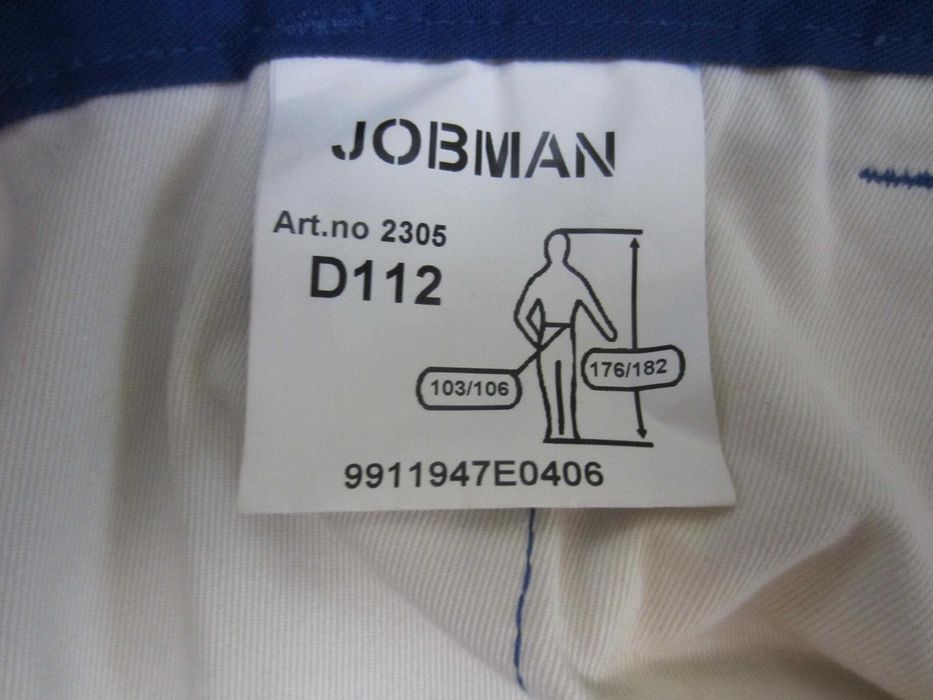 JOBMAN
Art.no 2305
D112
176/182
103/106
9911947E0406